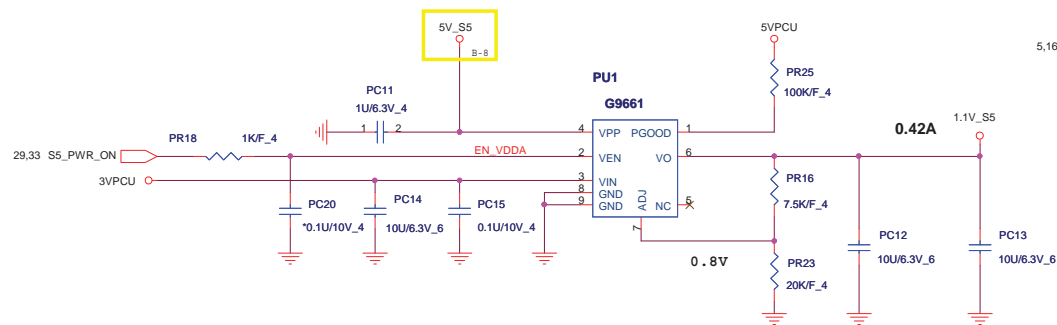 5V_S5
B-8
5VPCU
5,16
PU1
G9661
PC11
1U/6.3V_4
1
2
PR25
100K/F_4
4
VPP
PGOOD
1
0.42A
1.1V_S5
PR18
1K/F_4
29,33
S5_PWR_ON
EN_VDDA
2
VEN
VO
6
3VPCU
3
VIN
8
GND
9
GND
ADJ
NC
5
7
PR16
7.5K/F_4
PC20
*0.1U/10V_4
PC14
10U/6.3V_6
PC15
0.1U/10V_4
0.8V
PR23
20K/F_4
PC12
10U/6.3V_6
PC13
10U/6.3V_6